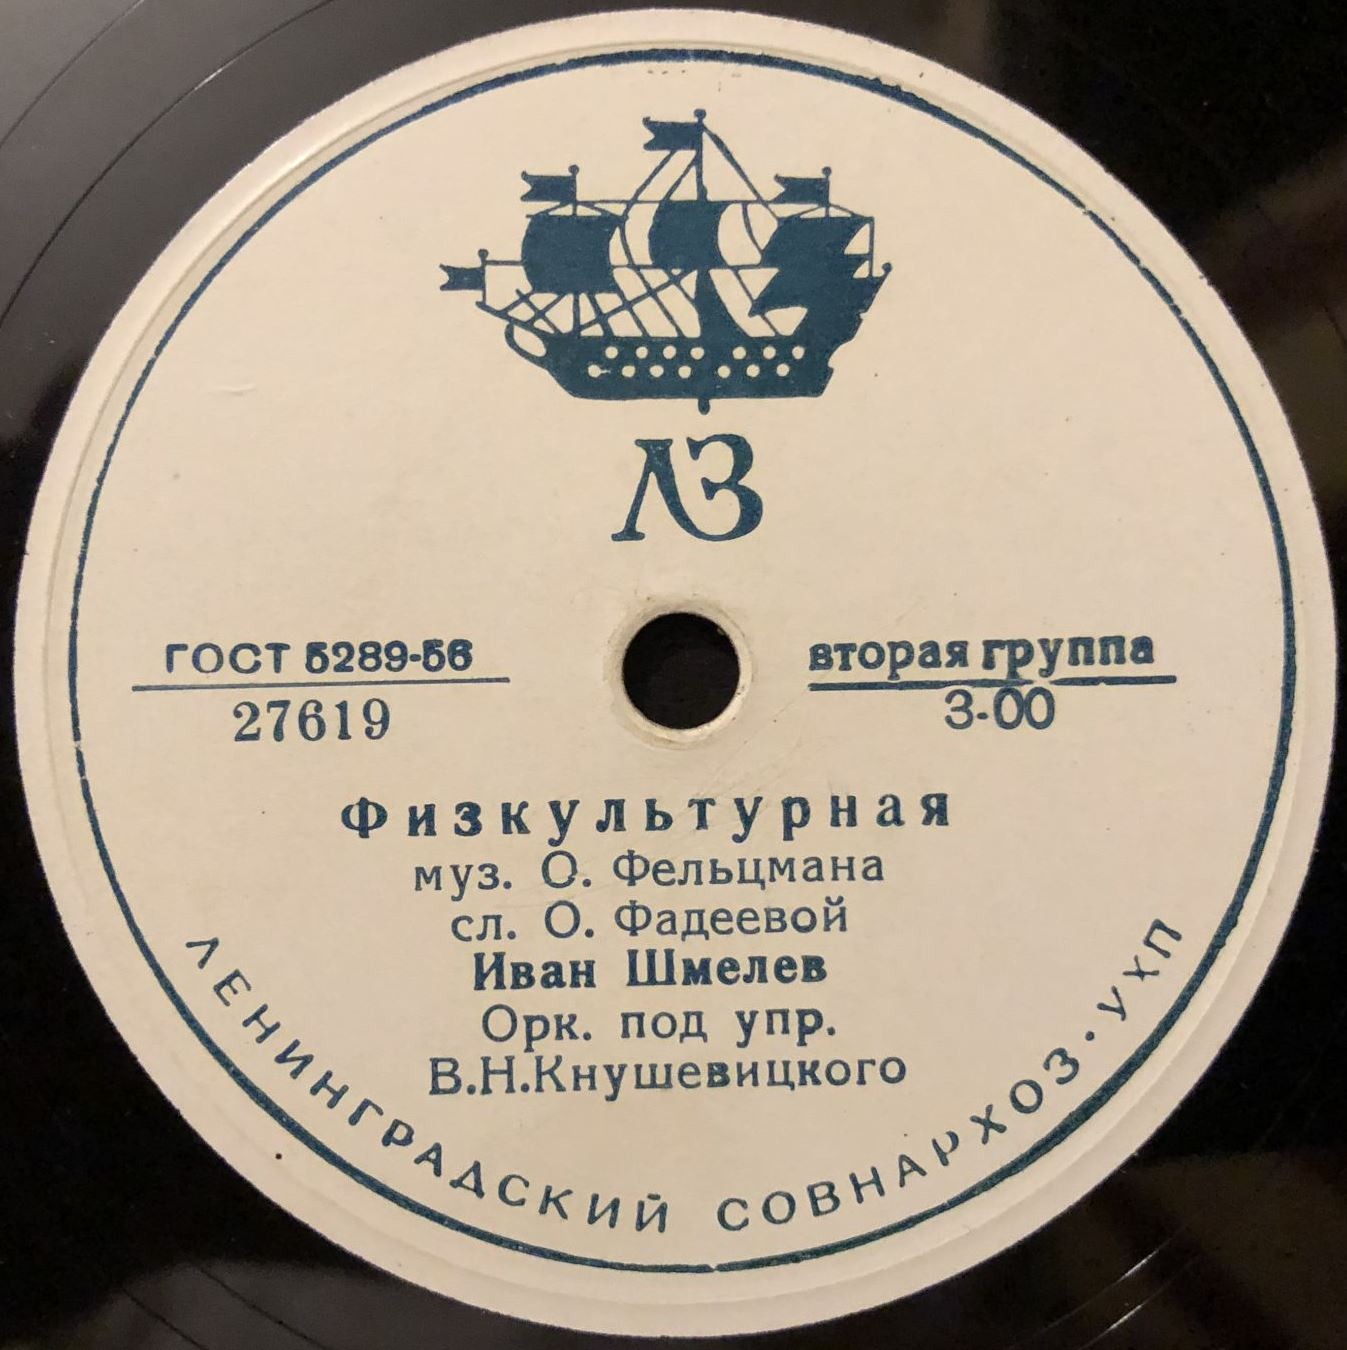 ЛЗ
ГОСТ 5289-56
27619
вторая группа
3-00
Физкультурная
муз. О. Фельцмана
сл. О. Фадеевой
Иван Шмелев
Орк. под упр.
В.Н.Кнушевицкого
ЛЕНИНГРАДСКИЙ СОВНАРХОЗ · УХП